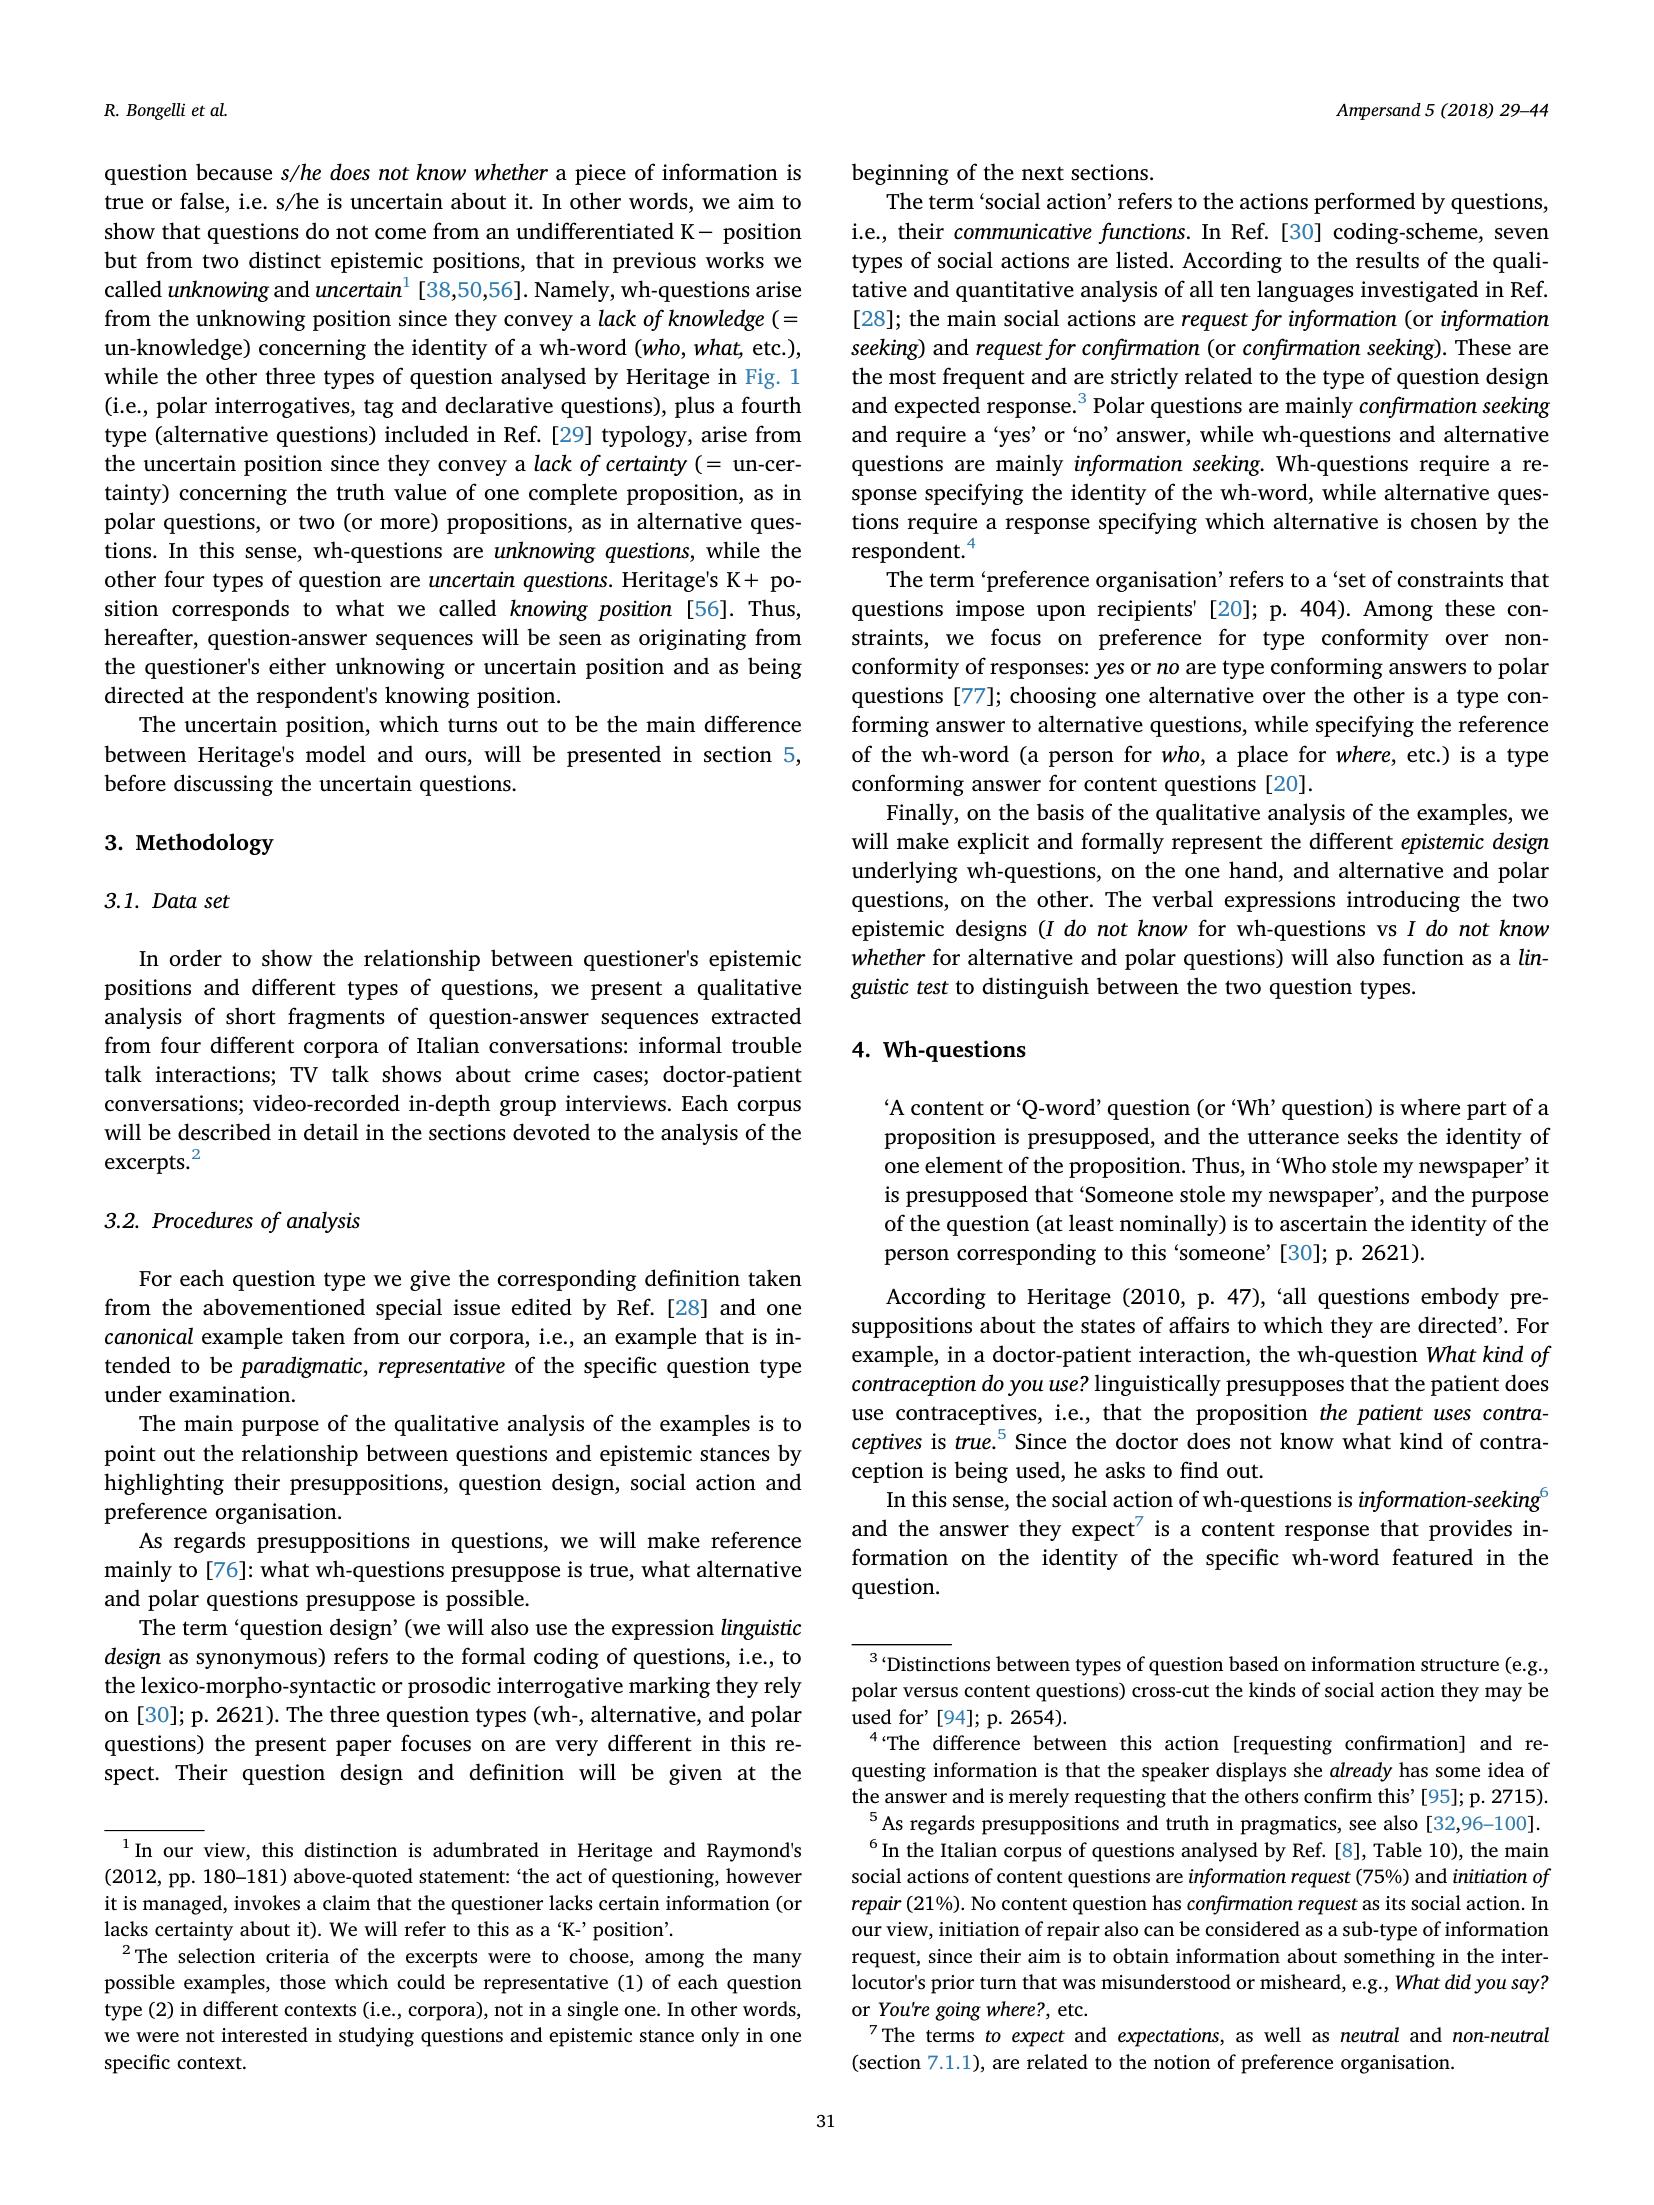 R. Bongelli et al.
Ampersand 5 (2018) 29–44
question because s/he does not know whether a piece of information is
true or false, i.e. s/he is uncertain about it. In other words, we aim to
show that questions do not come from an undifferentiated K− position
but from two distinct epistemic positions, that in previous works we
called unknowing and uncertain1 [38,50,56]. Namely, wh-questions arise
from the unknowing position since they convey a lack of knowledge (=
un-knowledge) concerning the identity of a wh-word (who, what, etc.),
while the other three types of question analysed by Heritage in Fig. 1
(i.e., polar interrogatives, tag and declarative questions), plus a fourth
type (alternative questions) included in Ref. [29] typology, arise from
the uncertain position since they convey a lack of certainty (= un-cer-
tainty) concerning the truth value of one complete proposition, as in
polar questions, or two (or more) propositions, as in alternative ques-
tions. In this sense, wh-questions are unknowing questions, while the
other four types of question are uncertain questions. Heritage's K+ po-
sition corresponds to what we called knowing position [56]. Thus,
hereafter, question-answer sequences will be seen as originating from
the questioner's either unknowing or uncertain position and as being
directed at the respondent's knowing position.
The uncertain position, which turns out to be the main difference
between Heritage's model and ours, will be presented in section 5,
before discussing the uncertain questions.
3. Methodology
3.1. Data set
In order to show the relationship between questioner's epistemic
positions and different types of questions, we present a qualitative
analysis of short fragments of question-answer sequences extracted
from four different corpora of Italian conversations: informal trouble
talk interactions; TV talk shows about crime cases; doctor-patient
conversations; video-recorded in-depth group interviews. Each corpus
will be described in detail in the sections devoted to the analysis of the
excerpts.2
3.2. Procedures of analysis
For each question type we give the corresponding definition taken
from the abovementioned special issue edited by Ref. [28] and one
canonical example taken from our corpora, i.e., an example that is in-
tended to be paradigmatic, representative of the specific question type
under examination.
The main purpose of the qualitative analysis of the examples is to
point out the relationship between questions and epistemic stances by
highlighting their presuppositions, question design, social action and
preference organisation.
As regards presuppositions in questions, we will make reference
mainly to [76]: what wh-questions presuppose is true, what alternative
and polar questions presuppose is possible.
The term ‘question design’ (we will also use the expression linguistic
design as synonymous) refers to the formal coding of questions, i.e., to
the lexico-morpho-syntactic or prosodic interrogative marking they rely
on [30]; p. 2621). The three question types (wh-, alternative, and polar
questions) the present paper focuses on are very different in this re-
spect. Their question design and definition will be given at the
1 In our view, this distinction is adumbrated in Heritage and Raymond's
(2012, pp. 180–181) above-quoted statement: ‘the act of questioning, however
it is managed, invokes a claim that the questioner lacks certain information (or
lacks certainty about it). We will refer to this as a ‘K-’ position’.
2 The selection criteria of the excerpts were to choose, among the many
possible examples, those which could be representative (1) of each question
type (2) in different contexts (i.e., corpora), not in a single one. In other words,
we were not interested in studying questions and epistemic stance only in one
specific context.
beginning of the next sections.
The term ‘social action’ refers to the actions performed by questions,
i.e., their communicative functions. In Ref. [30] coding-scheme, seven
types of social actions are listed. According to the results of the quali-
tative and quantitative analysis of all ten languages investigated in Ref.
[28]; the main social actions are request for information (or information
seeking) and request for confirmation (or confirmation seeking). These are
the most frequent and are strictly related to the type of question design
and expected response.3 Polar questions are mainly confirmation seeking
and require a ‘yes’ or ‘no’ answer, while wh-questions and alternative
questions are mainly information seeking. Wh-questions require a re-
sponse specifying the identity of the wh-word, while alternative ques-
tions require a response specifying which alternative is chosen by the
respondent.4
The term ‘preference organisation’ refers to a ‘set of constraints that
questions impose upon recipients' [20]; p. 404). Among these con-
straints, we focus on preference for type conformity over non-
conformity of responses: yes or no are type conforming answers to polar
questions [77]; choosing one alternative over the other is a type con-
forming answer to alternative questions, while specifying the reference
of the wh-word (a person for who, a place for where, etc.) is a type
conforming answer for content questions [20].
Finally, on the basis of the qualitative analysis of the examples, we
will make explicit and formally represent the different epistemic design
underlying wh-questions, on the one hand, and alternative and polar
questions, on the other. The verbal expressions introducing the two
epistemic designs (I do not know for wh-questions vs I do not know
whether for alternative and polar questions) will also function as a lin-
guistic test to distinguish between the two question types.
4. Wh-questions
‘A content or ‘Q-word’ question (or ‘Wh’ question) is where part of a
proposition is presupposed, and the utterance seeks the identity of
one element of the proposition. Thus, in ‘Who stole my newspaper’ it
is presupposed that ‘Someone stole my newspaper’, and the purpose
of the question (at least nominally) is to ascertain the identity of the
person corresponding to this ‘someone’ [30]; p. 2621).
According to Heritage (2010, p. 47), ‘all questions embody pre-
suppositions about the states of affairs to which they are directed’. For
example, in a doctor-patient interaction, the wh-question What kind of
contraception do you use? linguistically presupposes that the patient does
use contraceptives, i.e., that the proposition the patient uses contra-
ceptives is true.5 Since the doctor does not know what kind of contra-
ception is being used, he asks to find out.
In this sense, the social action of wh-questions is information-seeking6
and the answer they expect7 is a content response that provides in-
formation on the identity of the specific wh-word featured in the
question.
3 ‘Distinctions between types of question based on information structure (e.g.,
polar versus content questions) cross-cut the kinds of social action they may be
used for’ [94]; p. 2654).
4 ‘The difference between this action [requesting confirmation] and re-
questing information is that the speaker displays she already has some idea of
the answer and is merely requesting that the others confirm this’ [95]; p. 2715).
5 As regards presuppositions and truth in pragmatics, see also [32,96–100].
6 In the Italian corpus of questions analysed by Ref. [8], Table 10), the main
social actions of content questions are information request (75%) and initiation of
repair (21%). No content question has confirmation request as its social action. In
our view, initiation of repair also can be considered as a sub-type of information
request, since their aim is to obtain information about something in the inter-
locutor's prior turn that was misunderstood or misheard, e.g., What did you say?
or You're going where?, etc.
7 The terms to expect and expectations, as well as neutral and non-neutral
(section 7.1.1), are related to the notion of preference organisation.
31